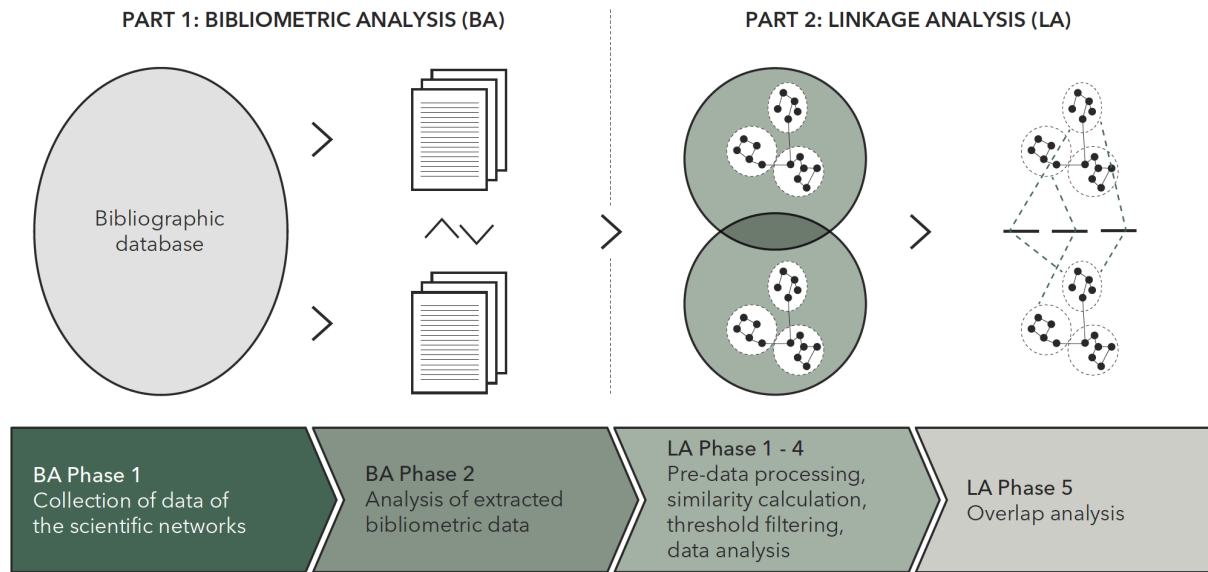 PART 1: BIBLIOMETRIC ANALYSIS (BA)
PART 2: LINKAGE ANALYSIS (LA)
Bibliographic
database
BA Phase 1
Collection of data of
the scientific networks
BA Phase 2
Analysis of extracted
bibliometric data
LA Phase 1 - 4
Pre-data processing,
similarity calculation,
threshold filtering,
data analysis
LA Phase 5
Overlap analysis